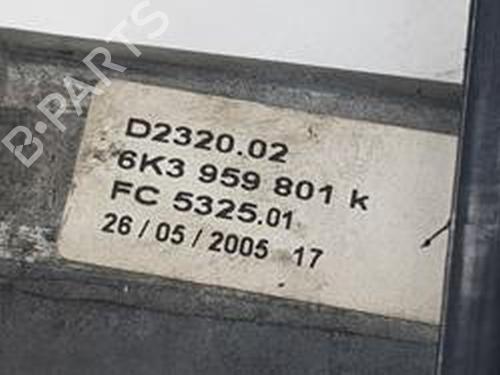 B-PARTS
D2320.02
6K3 959 801 k
FC 5325.01
26 / 05 / 2005 17